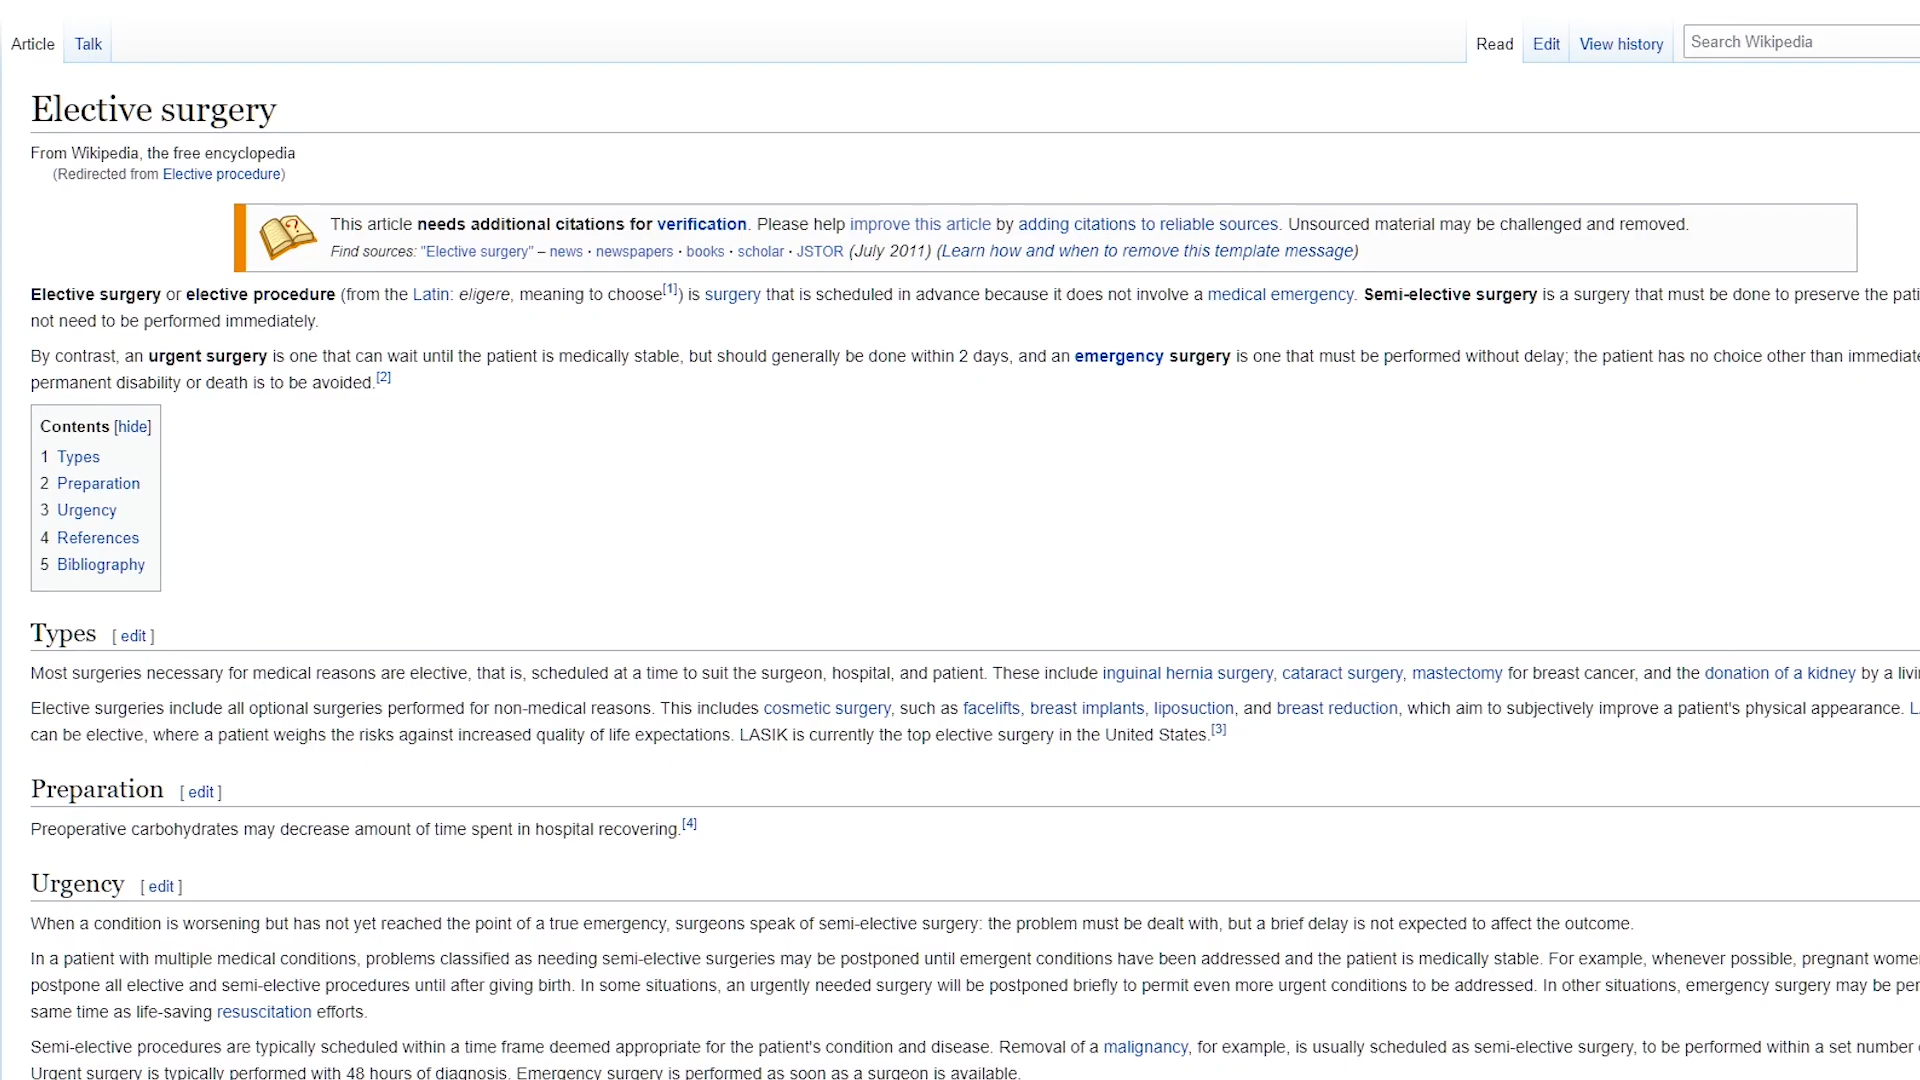 Article Talk Read Edit View history Search Wikipedia
Elective surgery
From Wikipedia, the free encyclopedia
(Redirected from Elective procedure)
This article needs additional citations for verification. Please help improve this article by adding citations to reliable sources. Unsourced material may be challenged and removed.
Find sources: "Elective surgery" – news · newspapers · books · scholar · JSTOR (July 2011) (Learn how and when to remove this template message)
Elective surgery or elective procedure (from the Latin: eligere, meaning to choose[1]) is surgery that is scheduled in advance because it does not involve a medical emergency. Semi-elective surgery is a surgery that must be done to preserve the
not need to be performed immediately.
By contrast, an urgent surgery is one that can wait until the patient is medically stable, but should generally be done within 2 days, and an emergency surgery is one that must be performed without delay; the patient has no choice other than
permanent disability or death is to be avoided.[2]
Contents [hide]
1 Types
2 Preparation
3 Urgency
4 References
5 Bibliography
Types [ edit ]
Most surgeries necessary for medical reasons are elective, that is, scheduled at a time to suit the surgeon, hospital, and patient. These include inguinal hernia surgery, cataract surgery, mastectomy for breast cancer, and the donation of a kidney by a
Elective surgeries include all optional surgeries performed for non-medical reasons. This includes cosmetic surgery, such as facelifts, breast implants, liposuction, and breast reduction, which aim to subjectively improve a patient's physical appearance.
can be elective, where a patient weighs the risks against increased quality of life expectations. LASIK is currently the top elective surgery in the United States.[3]
Preparation [ edit ]
Preoperative carbohydrates may decrease amount of time spent in hospital recovering.[4]
Urgency [ edit ]
When a condition is worsening but has not yet reached the point of a true emergency, surgeons speak of semi-elective surgery: the problem must be dealt with, but a brief delay is not expected to affect the outcome.
In a patient with multiple medical conditions, problems classified as needing semi-elective surgeries may be postponed until emergent conditions have been addressed and the patient is medically stable. For example, whenever possible, pregnant
postpone all elective and semi-elective procedures until after giving birth. In some situations, an urgently needed surgery will be postponed briefly to permit even more urgent conditions to be addressed. In other situations, emergency surgery may be
same time as life-saving resuscitation efforts.
Semi-elective procedures are typically scheduled within a time frame deemed appropriate for the patient's condition and disease. Removal of a malignancy, for example, is usually scheduled as semi-elective surgery, to be performed within a set number
Urgent surgery is typically performed with 48 hours of diagnosis. Emergency surgery is performed as soon as a surgeon is available.